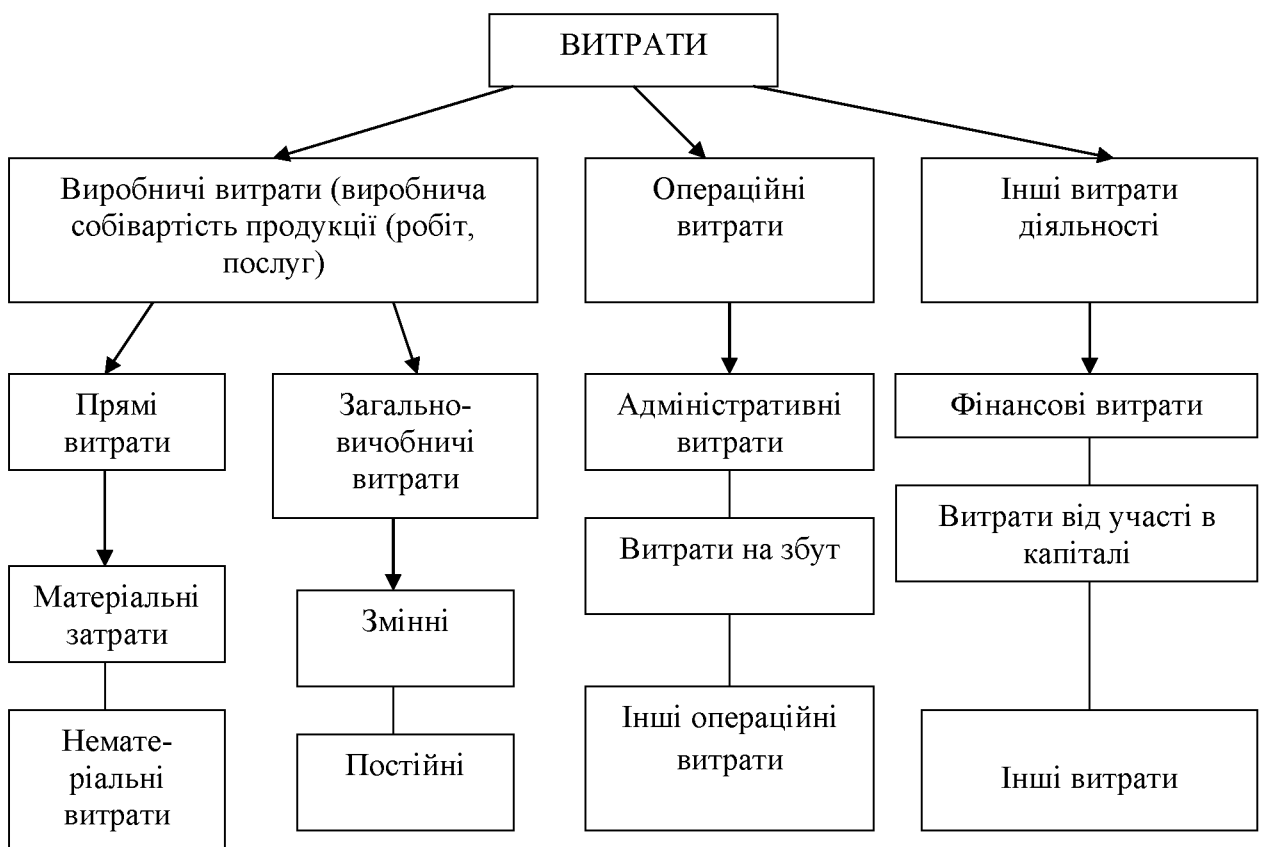 ВИТРАТИ
Виробничі витрати (виробнича
собівартість продукції (робіт,
послуг)
Операційні
витрати
Інші витрати
діяльності
Прямі
витрати
Загально-
вичобничі
витрати
Адміністративні
витрати
Фінансові витрати
Витрати від участі в
капіталі
Витрати на збут
Матеріальні
затрати
Змінні
Інші операційні
витрати
Немате-
ріальні
витрати
Постійні
Інші витрати